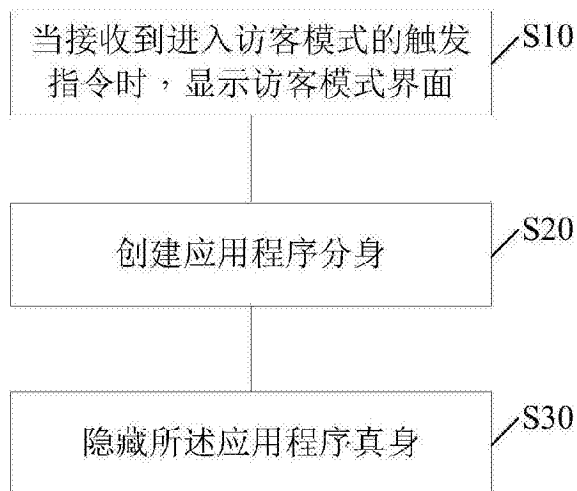 当接收到进入访客模式的触发
指令时，显示访客模式界面
S10
创建应用程序分身
S20
隐藏所述应用程序真身
S30